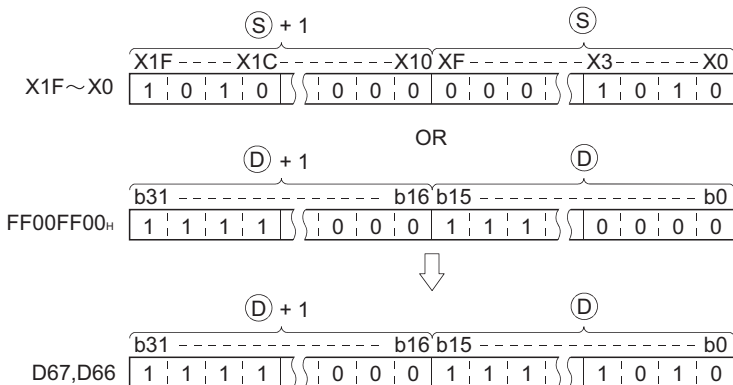 Ⓢ + 1 Ⓢ
X1F - - - - X1C - - - - - - - - X10 XF - - - - - - - - - - X3 - - - - - X0
X1F～X0 1 0 1 0 0 0 0 0 0 0 1 0 1 0
OR
Ⓓ + 1 Ⓓ
b31 - - - - - - - - - - - - - - - - b16 b15 - - - - - - - - - - - - - - - - b0
FF00FF00H 1 1 1 1 0 0 0 1 1 1 0 0 0 0
Ⓓ + 1 Ⓓ
b31 - - - - - - - - - - - - - - - - b16 b15 - - - - - - - - - - - - - - - - b0
D67,D66 1 1 1 1 0 0 0 1 1 1 1 0 1 0